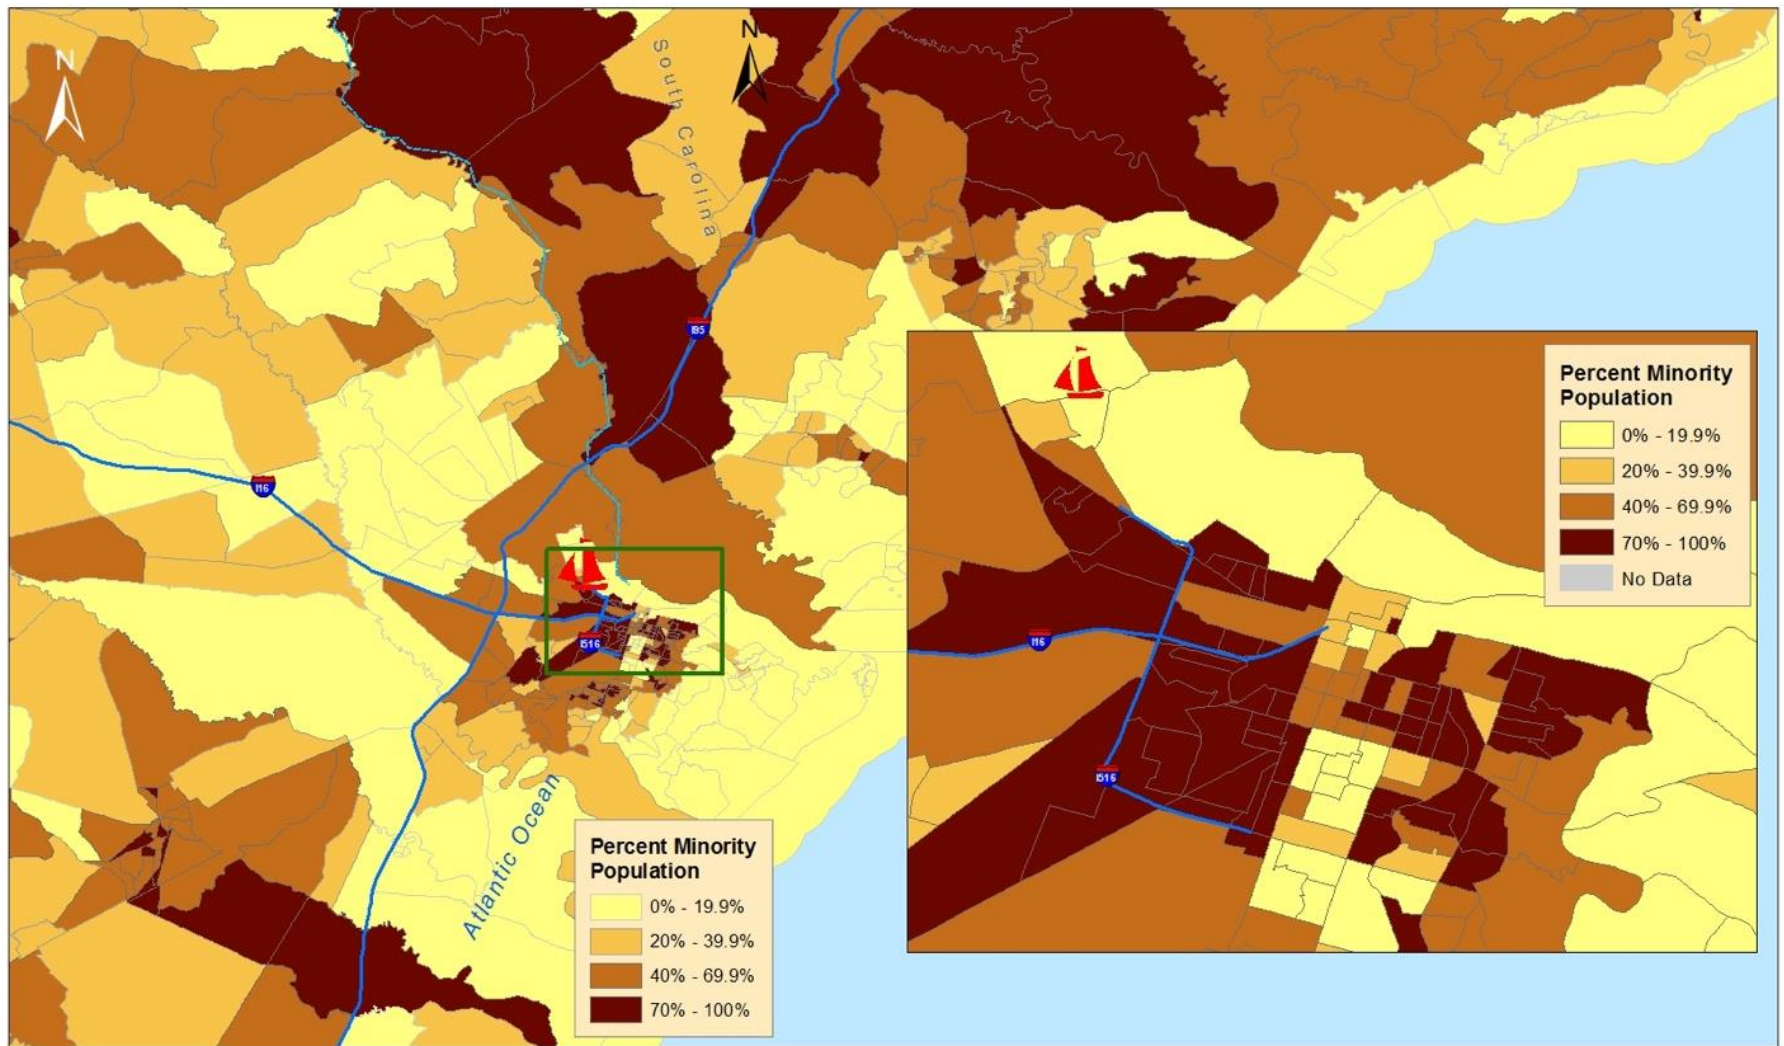 N
N
South Carolina
I95
I16
I516
Atlantic Ocean
Percent Minority
Population
0% - 19.9%
20% - 39.9%
40% - 69.9%
70% - 100%
Percent Minority
Population
0% - 19.9%
20% - 39.9%
40% - 69.9%
70% - 100%
No Data
I16
I516